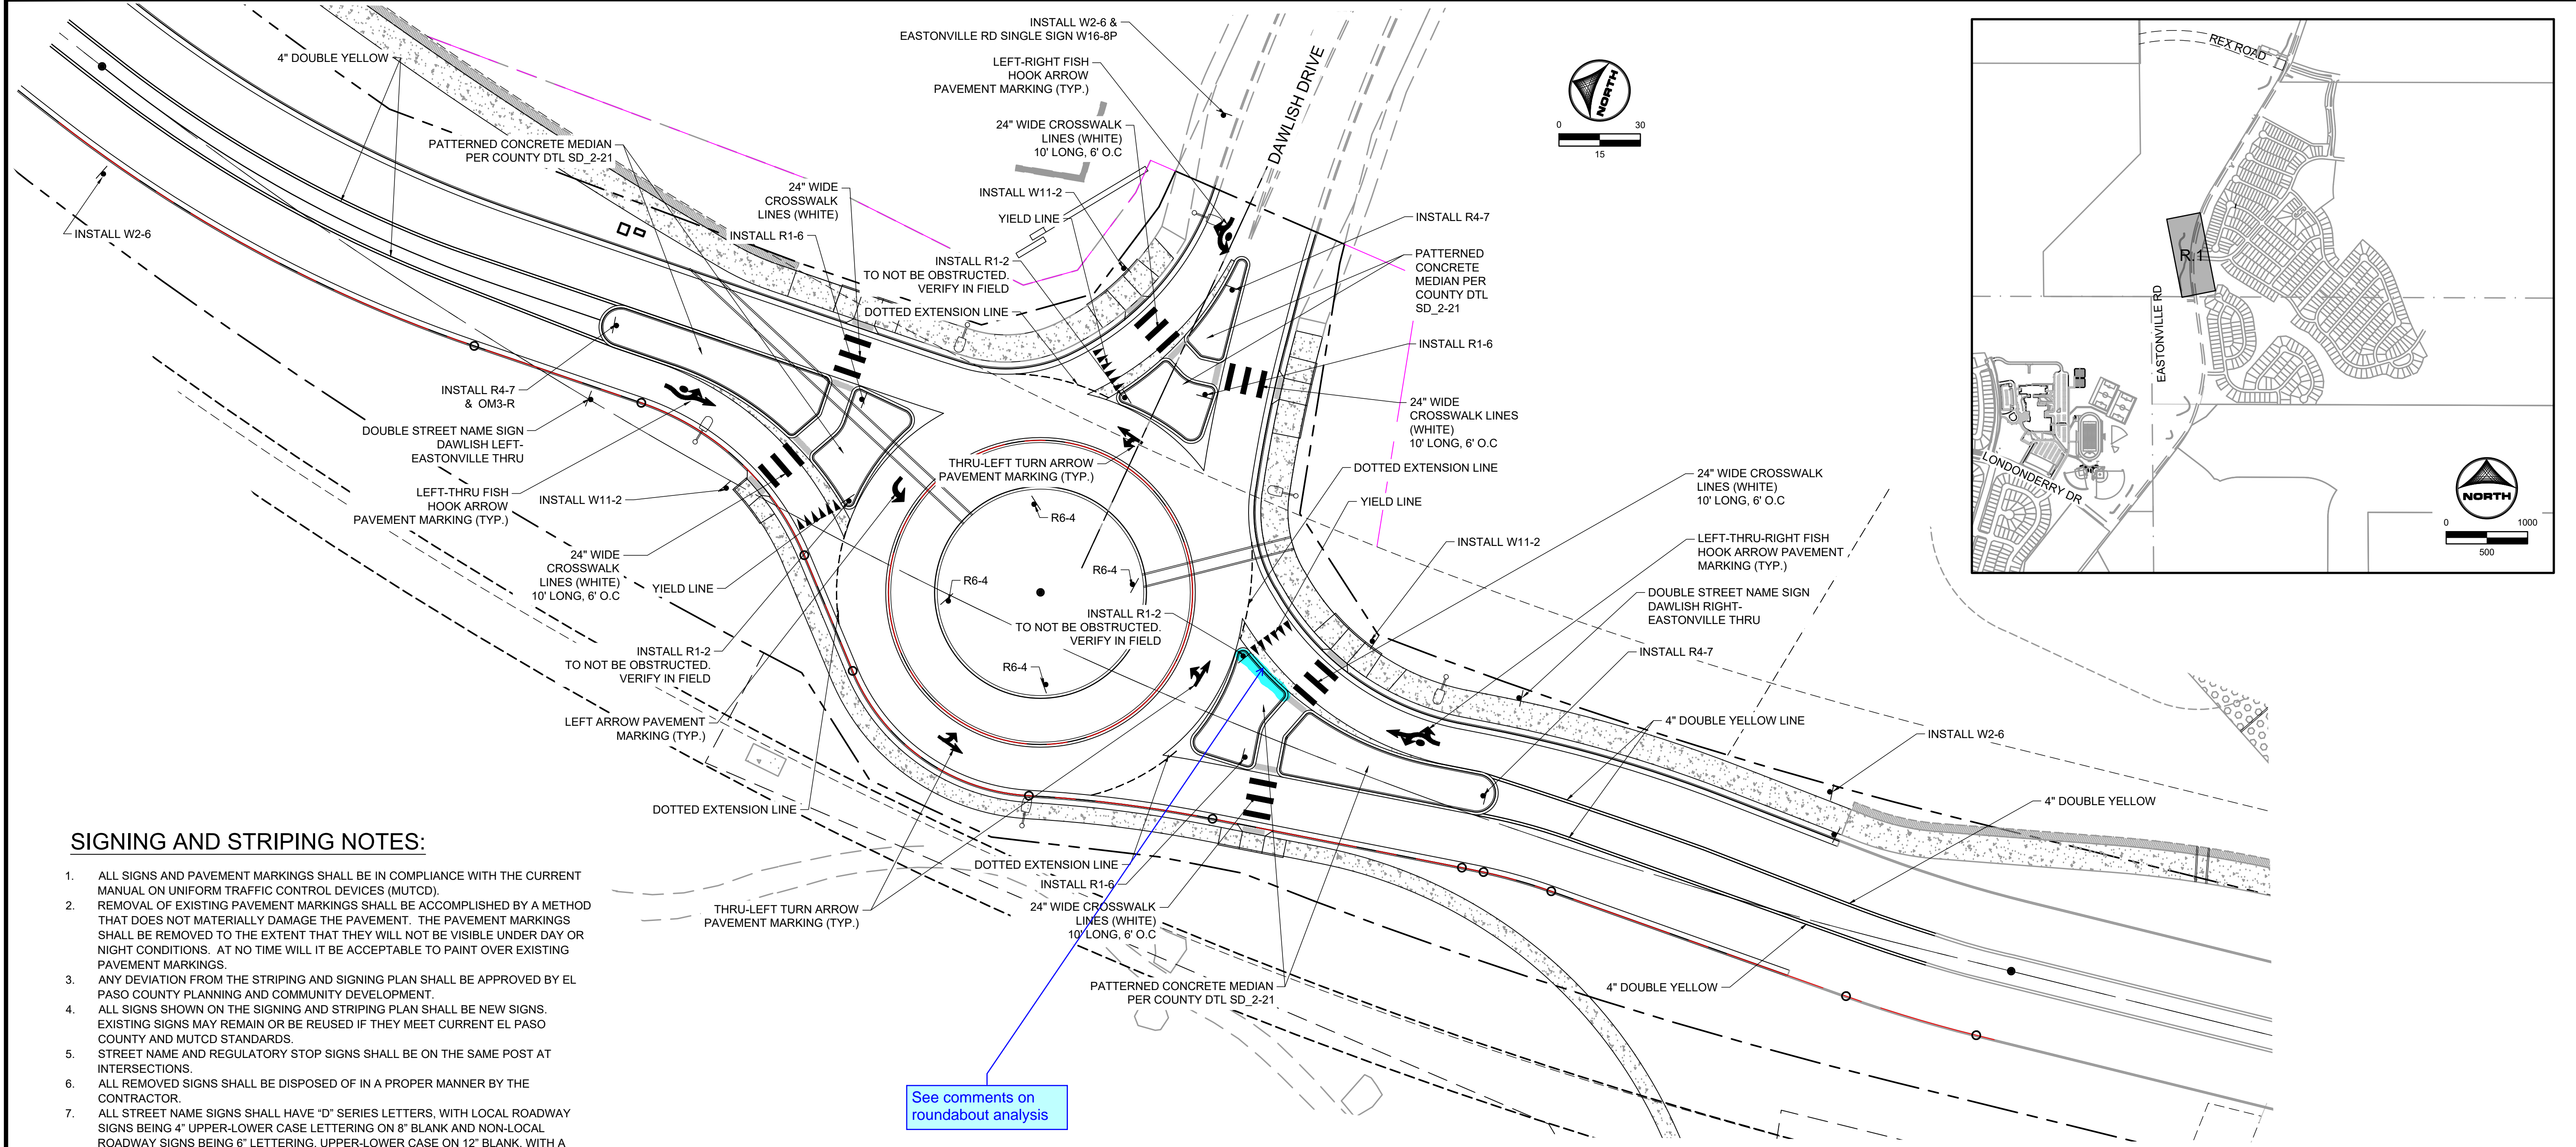 INSTALL W2-6 &
EASTONVILLE RD SINGLE SIGN W16-8P
4" DOUBLE YELLOW
LEFT-RIGHT FISH
HOOK ARROW
PAVEMENT MARKING (TYP.)
DAWLISH DRIVE
NORTH
0
30
15
24" WIDE CROSSWALK
LINES (WHITE)
10' LONG, 6' O.C
PATTERNED CONCRETE MEDIAN
PER COUNTY DTL SD_2-21
24" WIDE
CROSSWALK
LINES (WHITE)
INSTALL W11-2
YIELD LINE
INSTALL W2-6
INSTALL R1-6
INSTALL R1-2
TO NOT BE OBSTRUCTED.
VERIFY IN FIELD
DOTTED EXTENSION LINE
INSTALL R4-7
PATTERNED
CONCRETE
MEDIAN PER
COUNTY DTL
SD_2-21
INSTALL R1-6
24" WIDE
CROSSWALK LINES
(WHITE)
10' LONG, 6' O.C
INSTALL R4-7
& OM3-R
DOUBLE STREET NAME SIGN
DAWLISH LEFT-
EASTONVILLE THRU
LEFT-THRU FISH
HOOK ARROW
PAVEMENT MARKING (TYP.)
INSTALL W11-2
24" WIDE
CROSSWALK
LINES (WHITE)
10' LONG, 6' O.C
YIELD LINE
INSTALL R1-2
TO NOT BE OBSTRUCTED.
VERIFY IN FIELD
LEFT ARROW PAVEMENT
MARKING (TYP.)
DOTTED EXTENSION LINE
THRU-LEFT TURN ARROW
PAVEMENT MARKING (TYP.)
R6-4
R6-4
R6-4
R6-4
INSTALL R1-2
TO NOT BE OBSTRUCTED.
VERIFY IN FIELD
DOTTED EXTENSION LINE
YIELD LINE
INSTALL W11-2
24" WIDE CROSSWALK
LINES (WHITE)
10' LONG, 6' O.C
LEFT-THRU-RIGHT FISH
HOOK ARROW PAVEMENT
MARKING (TYP.)
DOUBLE STREET NAME SIGN
DAWLISH RIGHT-
EASTONVILLE THRU
INSTALL R4-7
4" DOUBLE YELLOW LINE
INSTALL W2-6
4" DOUBLE YELLOW
4" DOUBLE YELLOW
DOTTED EXTENSION LINE
INSTALL R1-6
24" WIDE CROSSWALK
LINES (WHITE)
10' LONG, 6' O.C
THRU-LEFT TURN ARROW
PAVEMENT MARKING (TYP.)
PATTERNED CONCRETE MEDIAN
PER COUNTY DTL SD_2-21
See comments on
roundabout analysis
REX ROAD
R.1
EASTONVILLE RD
LONDONDERRY DR
NORTH
0
1000
500
SIGNING AND STRIPING NOTES:
1. ALL SIGNS AND PAVEMENT MARKINGS SHALL BE IN COMPLIANCE WITH THE CURRENT
MANUAL ON UNIFORM TRAFFIC CONTROL DEVICES (MUTCD).
2. REMOVAL OF EXISTING PAVEMENT MARKINGS SHALL BE ACCOMPLISHED BY A METHOD
THAT DOES NOT MATERIALLY DAMAGE THE PAVEMENT. THE PAVEMENT MARKINGS
SHALL BE REMOVED TO THE EXTENT THAT THEY WILL NOT BE VISIBLE UNDER DAY OR
NIGHT CONDITIONS. AT NO TIME WILL IT BE ACCEPTABLE TO PAINT OVER EXISTING
PAVEMENT MARKINGS.
3. ANY DEVIATION FROM THE STRIPING AND SIGNING PLAN SHALL BE APPROVED BY EL
PASO COUNTY PLANNING AND COMMUNITY DEVELOPMENT.
4. ALL SIGNS SHOWN ON THE SIGNING AND STRIPING PLAN SHALL BE NEW SIGNS.
EXISTING SIGNS MAY REMAIN OR BE REUSED IF THEY MEET CURRENT EL PASO
COUNTY AND MUTCD STANDARDS.
5. STREET NAME AND REGULATORY STOP SIGNS SHALL BE ON THE SAME POST AT
INTERSECTIONS.
6. ALL REMOVED SIGNS SHALL BE DISPOSED OF IN A PROPER MANNER BY THE
CONTRACTOR.
7. ALL STREET NAME SIGNS SHALL HAVE “D” SERIES LETTERS, WITH LOCAL ROADWAY
SIGNS BEING 4” UPPER-LOWER CASE LETTERING ON 8” BLANK AND NON-LOCAL
ROADWAY SIGNS BEING 6” LETTERING, UPPER-LOWER CASE ON 12” BLANK, WITH A